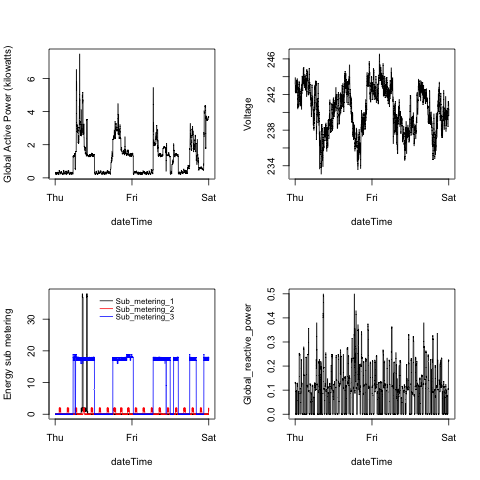 Global Active Power (kilowatts)
0 2 4 6
Thu Fri Sat
dateTime
Voltage
234 238 242 246
Thu Fri Sat
dateTime
Energy sub metering
0 10 20 30
Sub_metering_1
Sub_metering_2
Sub_metering_3
Thu Fri Sat
dateTime
Global_reactive_power
0.0 0.1 0.2 0.3 0.4 0.5
Thu Fri Sat
dateTime